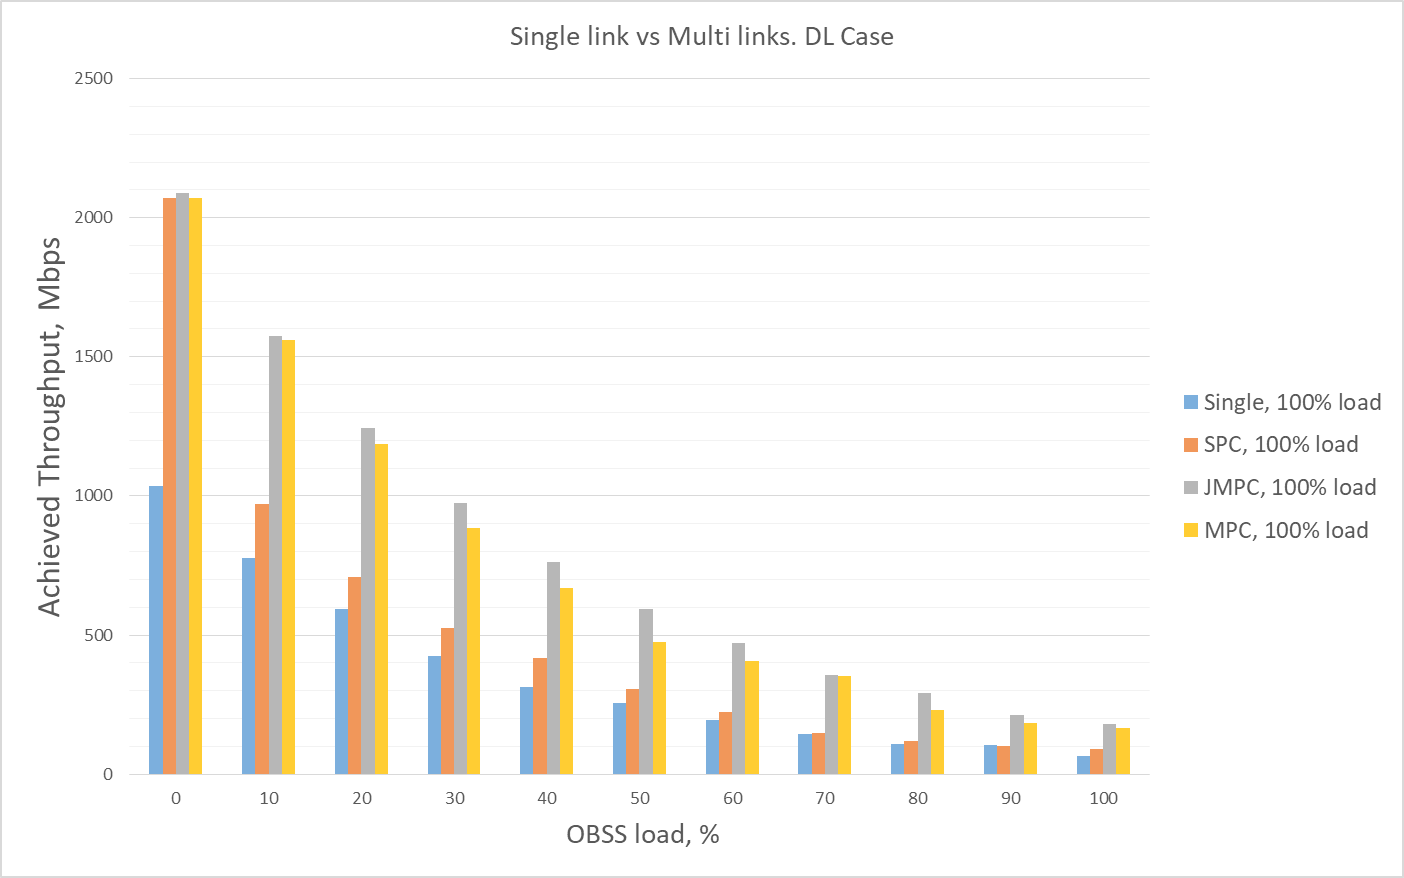 Single link vs Multi links. DL Case
2500
2000
1500
1000
500
0
Achieved Throughput, Mbps
0 10 20 30 40 50 60 70 80 90 100
OBSS load, %
Single, 100% load
SPC, 100% load
JMPC, 100% load
MPC, 100% load